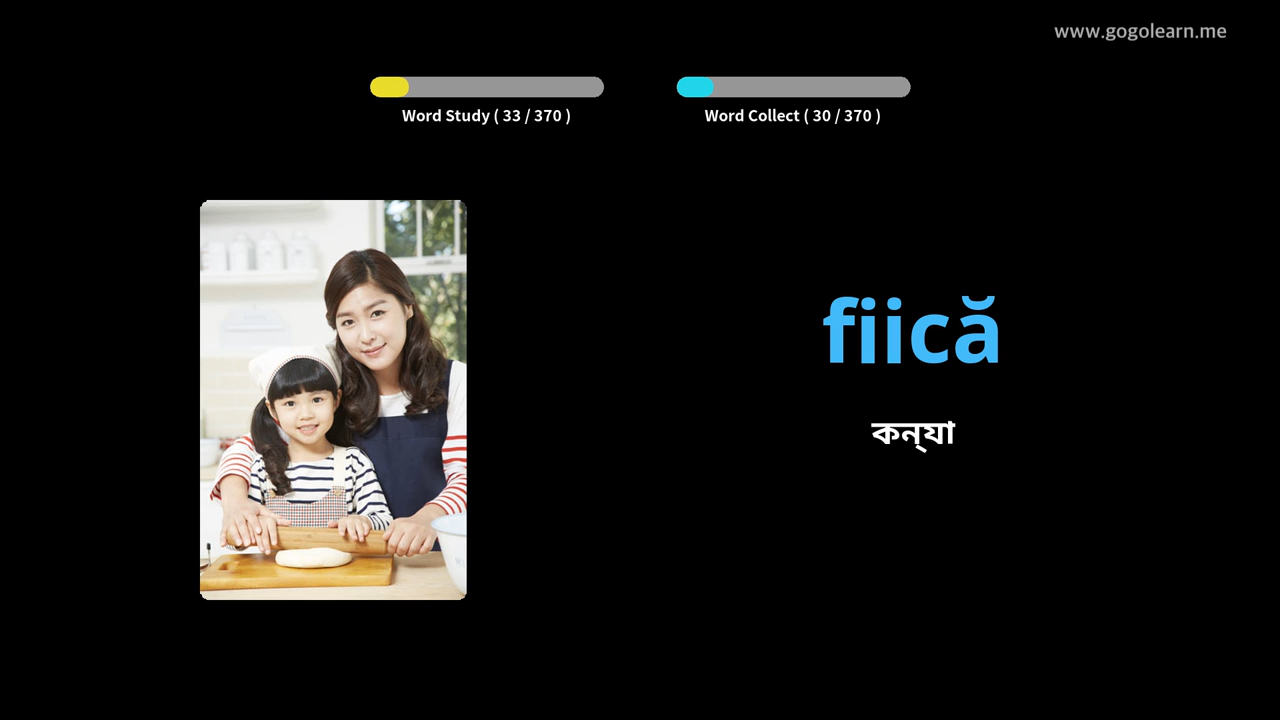 www.gogolearn.me
Word Study ( 33 / 370 )
Word Collect ( 30 / 370 )
fiică
কন্‌যা